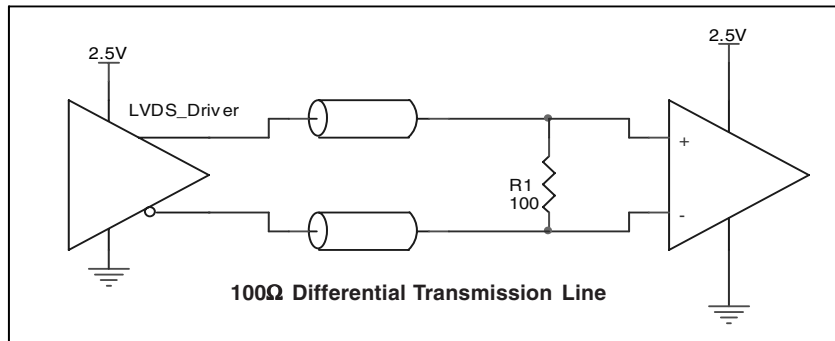 2.5V
2.5V
LVDS_Driver
+
R1
100
-
100Ω Differential Transmission Line